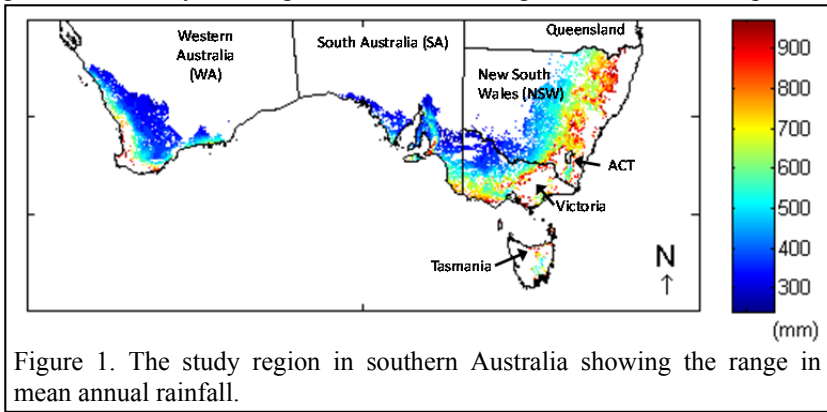 Western
Australia
(WA)
South Australia (SA)
Queensland
New South
Wales (NSW)
ACT
Victoria
Tasmania
N
900
800
700
600
500
400
300
(mm)
Figure 1. The study region in southern Australia showing the range in
mean annual rainfall.